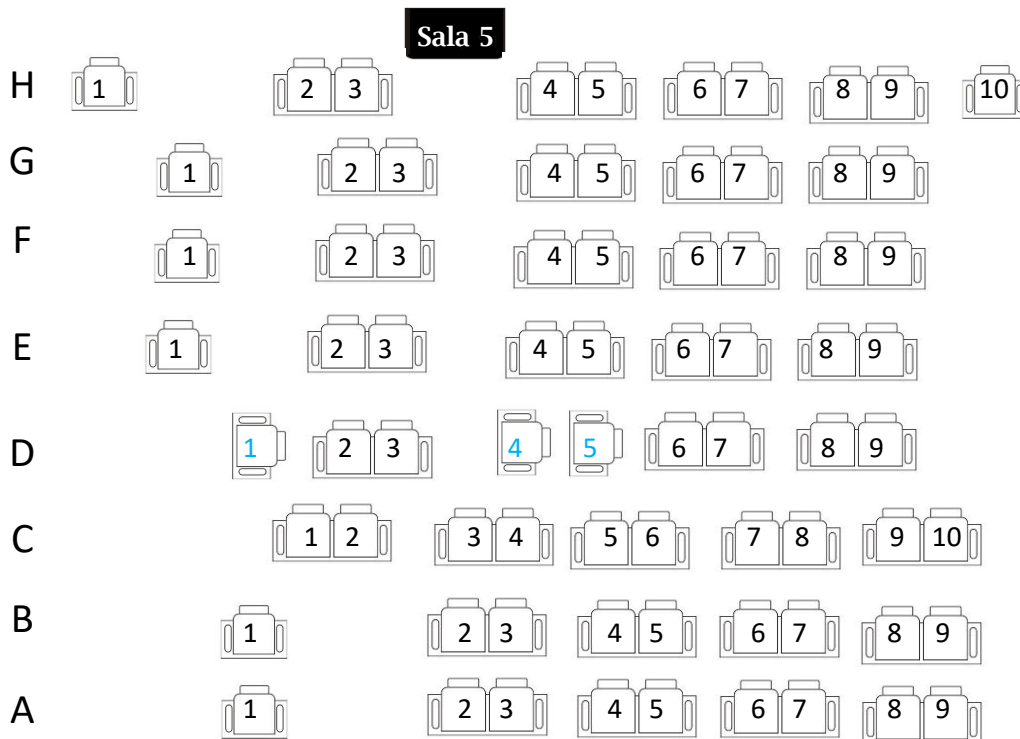 Sala 5
H 1 2 3 4 5 6 7 8 9 10
G 1 2 3 4 5 6 7 8 9
F 1 2 3 4 5 6 7 8 9
E 1 2 3 4 5 6 7 8 9
D 1 2 3 4 5 6 7 8 9
C 1 2 3 4 5 6 7 8 9 10
B 1 2 3 4 5 6 7 8 9
A 1 2 3 4 5 6 7 8 9